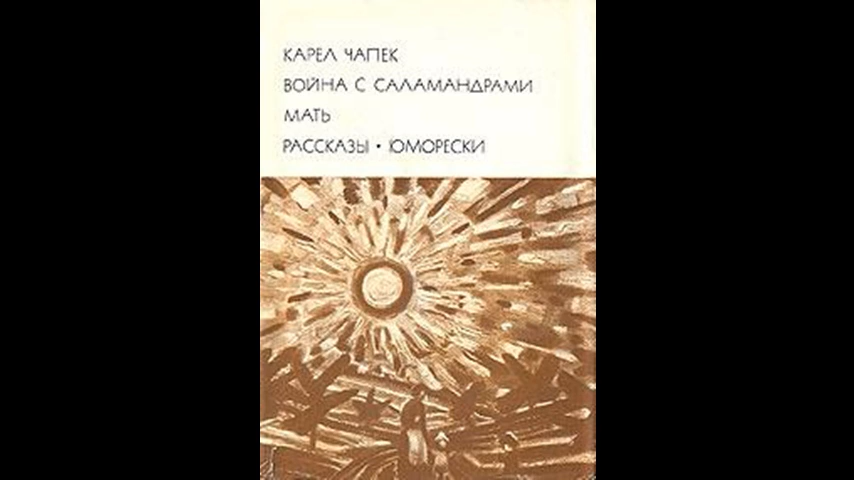 КАРЕЛ ЧАПЕК
ВОЙНА С САЛАМАНДРАМИ
МАТЬ
РАССКАЗЫ • ЮМОРЕСКИ